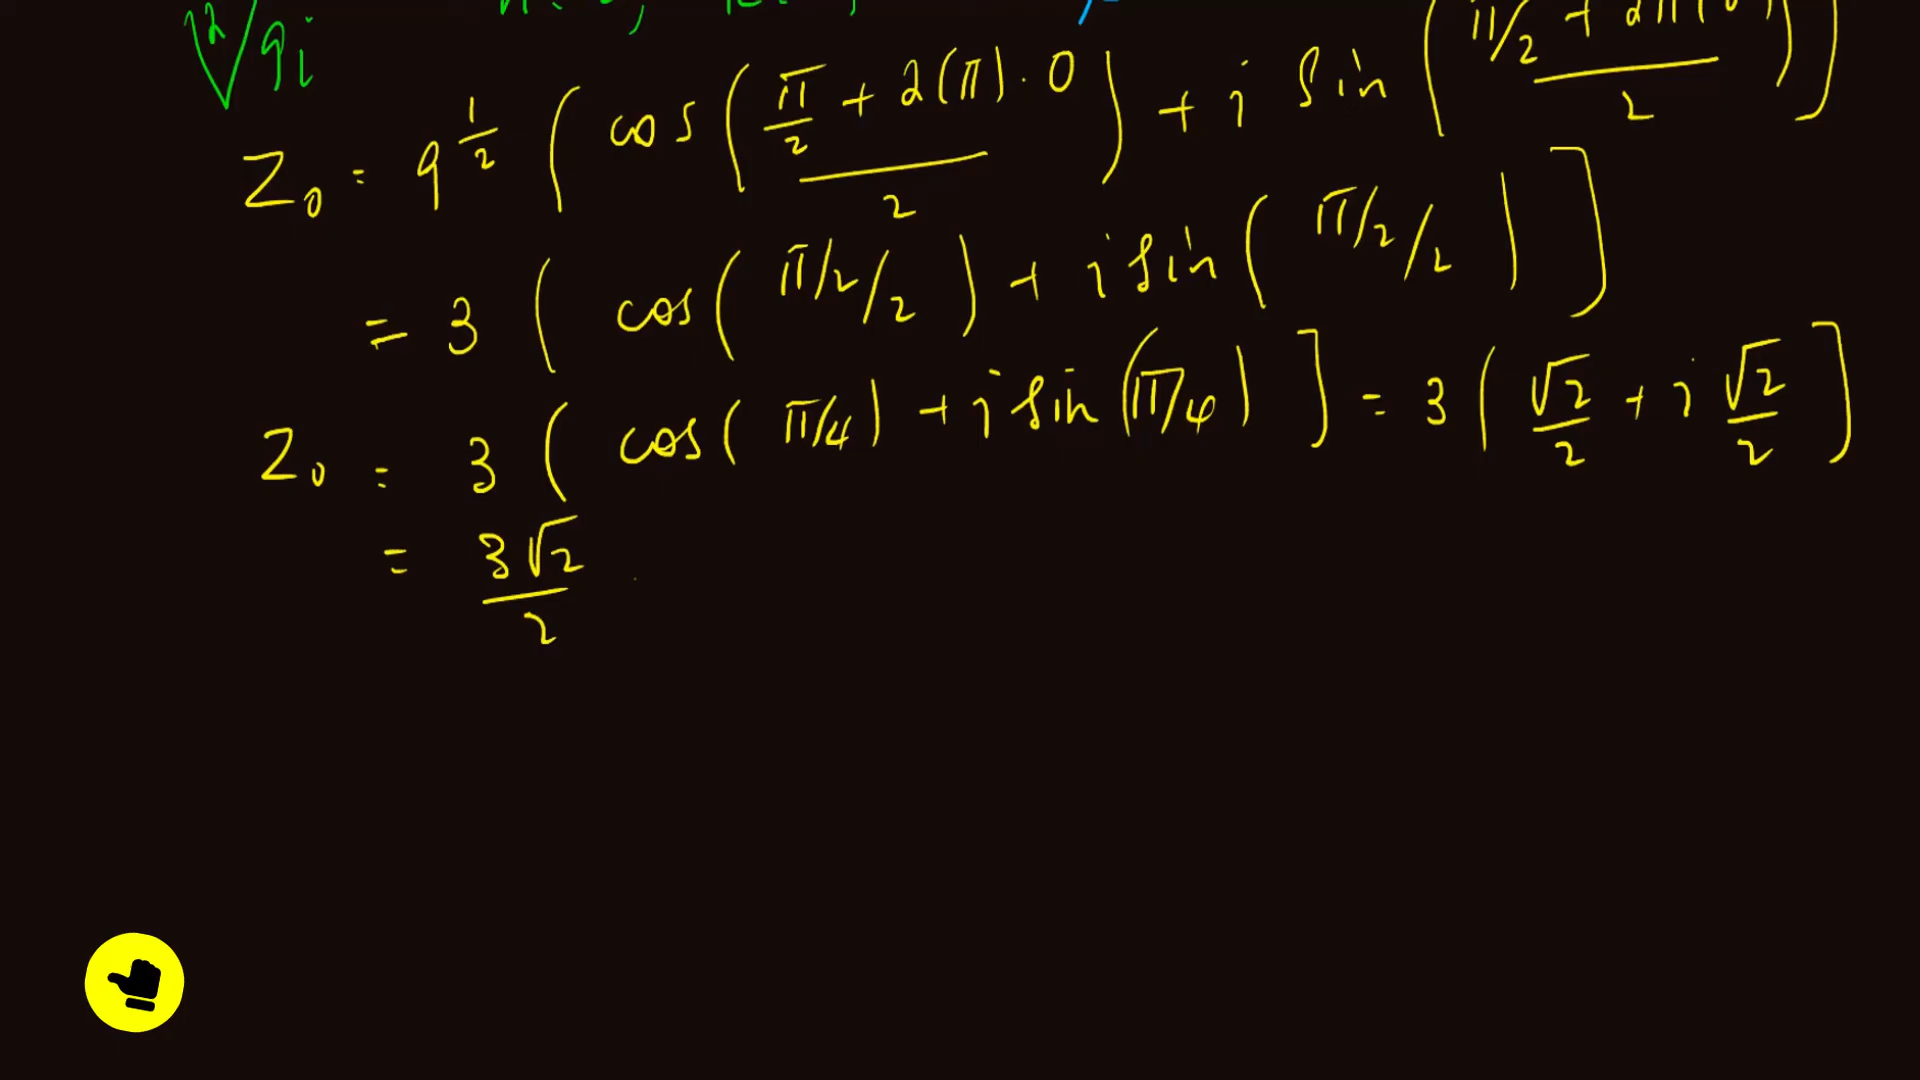 ²√9i
Z₀ = 9^(1/2) ( cos( (π/2 + 2(π)·0)/2 ) + i sin( (π/2 + 2π(0))/2 ) )
= 3 ( cos( π/2/2 ) + i sin( π/2/2 ) ]
Z₀ = 3 ( cos( π/4 ) + i sin( π/4 ) ] = 3 ( √2/2 + i √2/2 ]
= 3√2/2